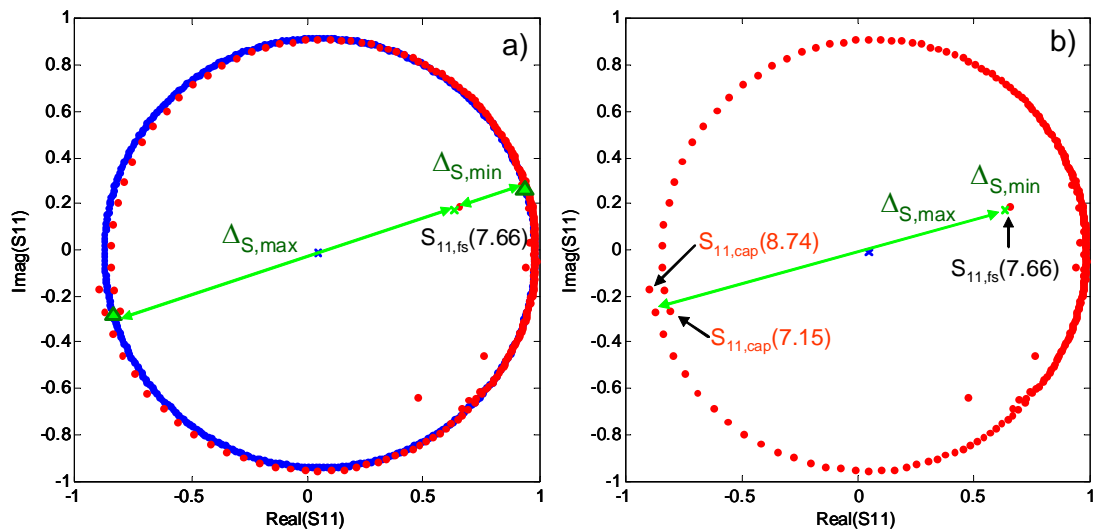 a)
1
0.8
0.6
0.4
0.2
0
-0.2
-0.4
-0.6
-0.8
-1
-1
-0.5
0
0.5
1
Imag(S11)
Real(S11)
ΔS,min
ΔS,max
S11,fs(7.66)
b)
1
0.8
0.6
0.4
0.2
0
-0.2
-0.4
-0.6
-0.8
-1
-1
-0.5
0
0.5
1
Imag(S11)
Real(S11)
ΔS,min
ΔS,max
S11,cap(8.74)
S11,fs(7.66)
S11,cap(7.15)